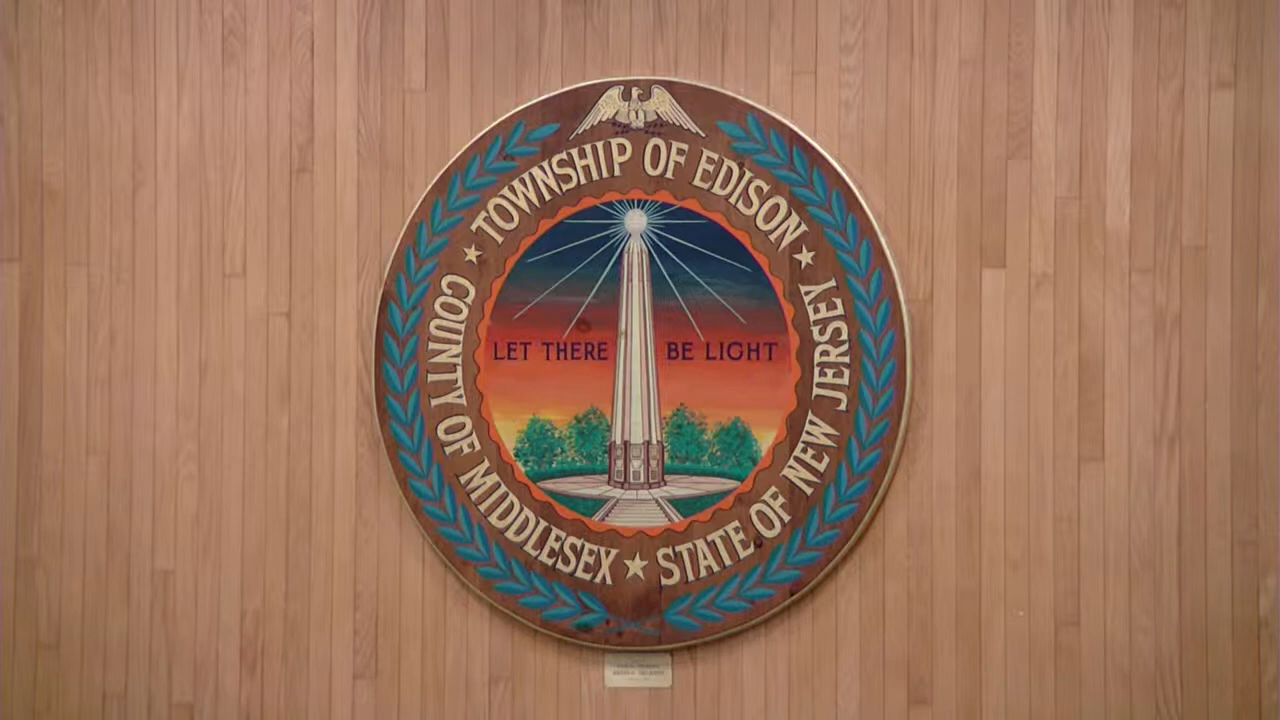 TOWNSHIP OF EDISON
COUNTY OF MIDDLESEX ★ STATE OF NEW JERSEY
LET THERE BE LIGHT